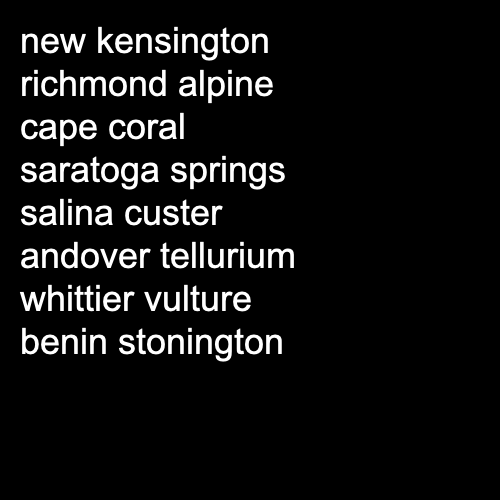 new kensington
richmond alpine
cape coral
saratoga springs
salina custer
andover tellurium
whittier vulture
benin stonington